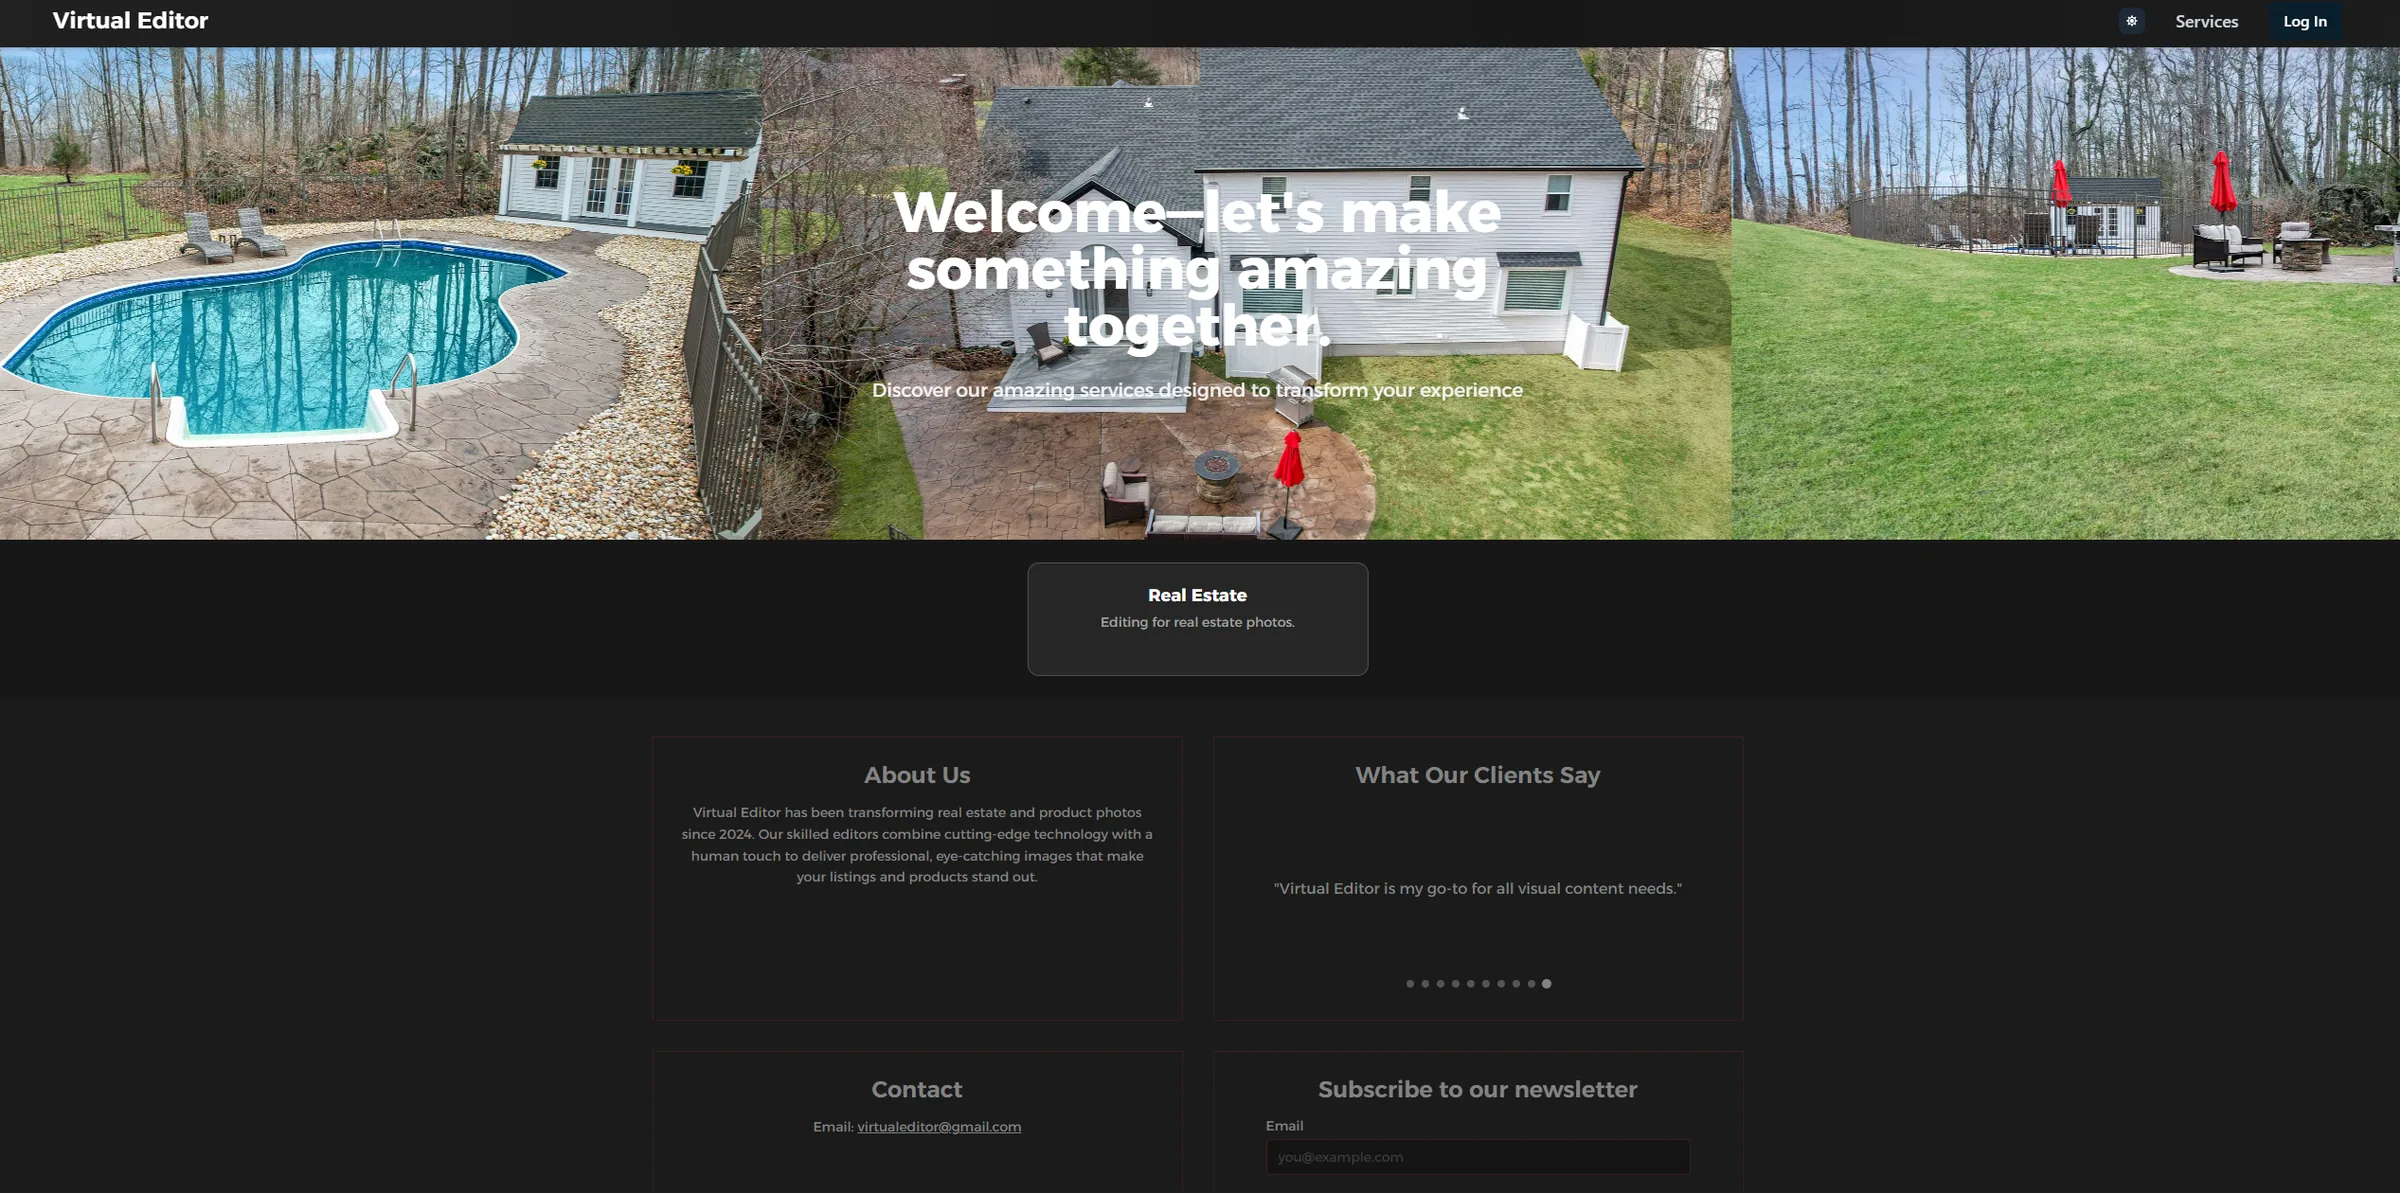 Virtual Editor
Services
Log In
Welcome—let's make
something amazing
together.
Discover our amazing services designed to transform your experience
Real Estate
Editing for real estate photos.
About Us
Virtual Editor has been transforming real estate and product photos
since 2024. Our skilled editors combine cutting-edge technology with a
human touch to deliver professional, eye-catching images that make
your listings and products stand out.
What Our Clients Say
"Virtual Editor is my go-to for all visual content needs."
Contact
Email: virtualeditor@gmail.com
Subscribe to our newsletter
Email
you@example.com